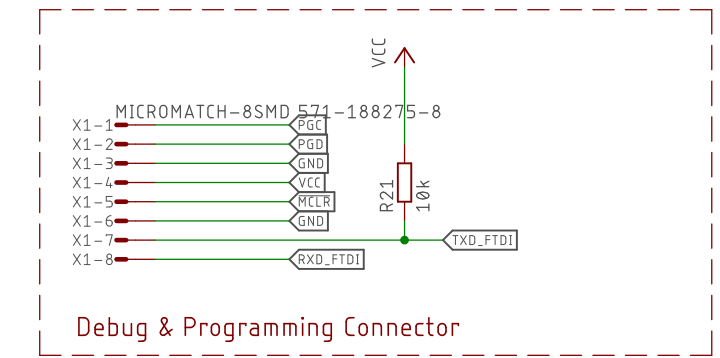 VCC
MICROMATCH-8SMD 571-188275-8
X1-1 PGC
X1-2 PGD
X1-3 GND
X1-4 VCC
X1-5 MCLR
X1-6 GND
R21 10k
X1-7 TXD_FTDI
X1-8 RXD_FTDI
Debug & Programming Connector